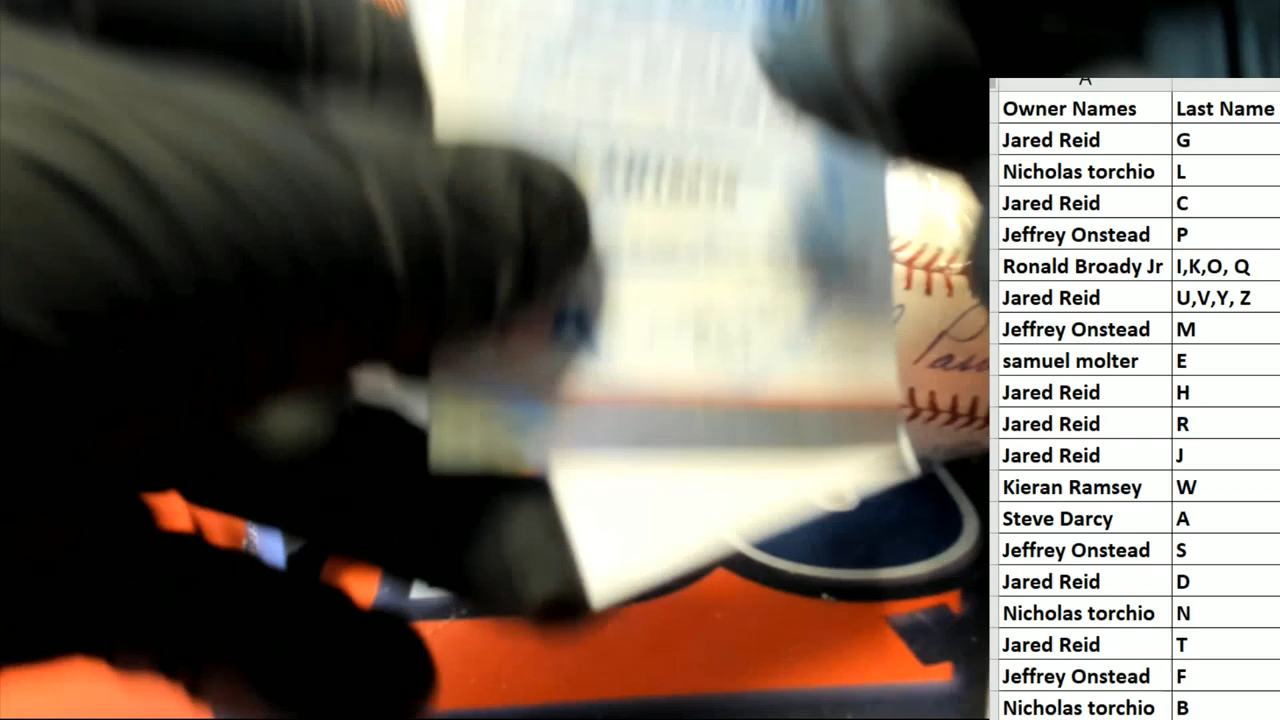 A
Owner Names Last Name
Jared Reid G
Nicholas torchio L
Jared Reid C
Jeffrey Onstead P
Ronald Broady Jr I,K,O, Q
Jared Reid U,V,Y, Z
Jeffrey Onstead M
samuel molter E
Jared Reid H
Jared Reid R
Jared Reid J
Kieran Ramsey W
Steve Darcy A
Jeffrey Onstead S
Jared Reid D
Nicholas torchio N
Jared Reid T
Jeffrey Onstead F
Nicholas torchio B